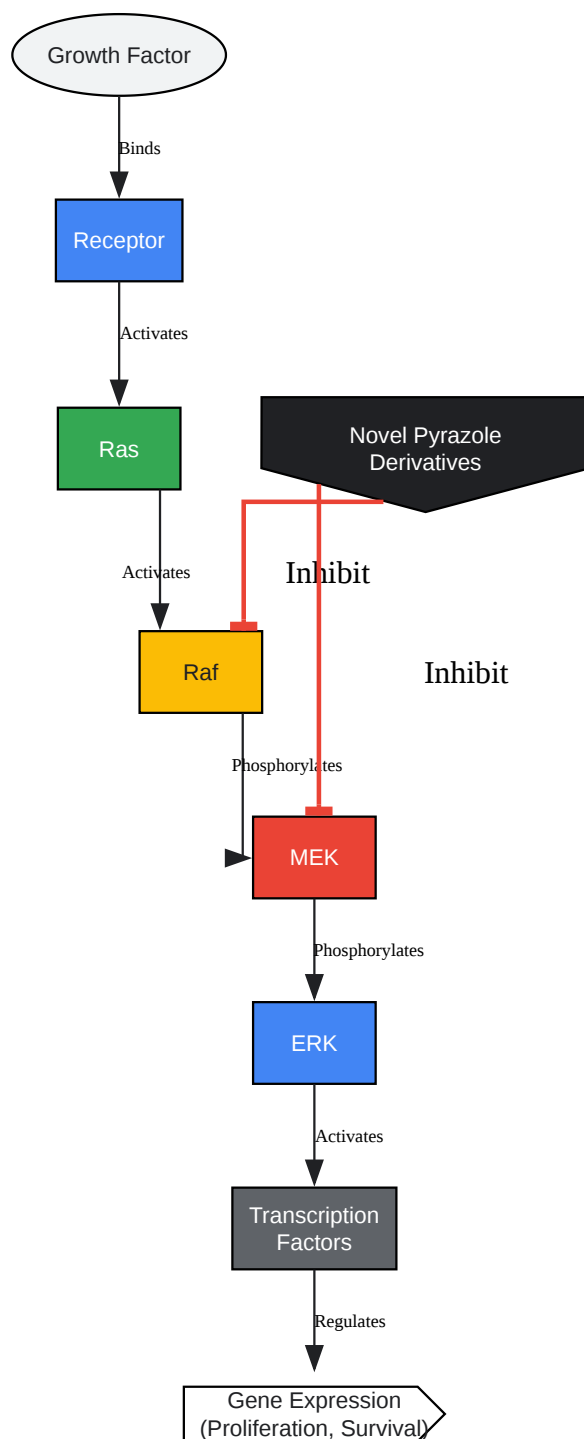 Growth Factor
Binds
Receptor
Activates
Ras
Novel Pyrazole
Derivatives
Activates
Inhibit
Raf
Inhibit
Phosphorylates
MEK
Phosphorylates
ERK
Activates
Transcription
Factors
Regulates
Gene Expression
(Proliferation, Survival)